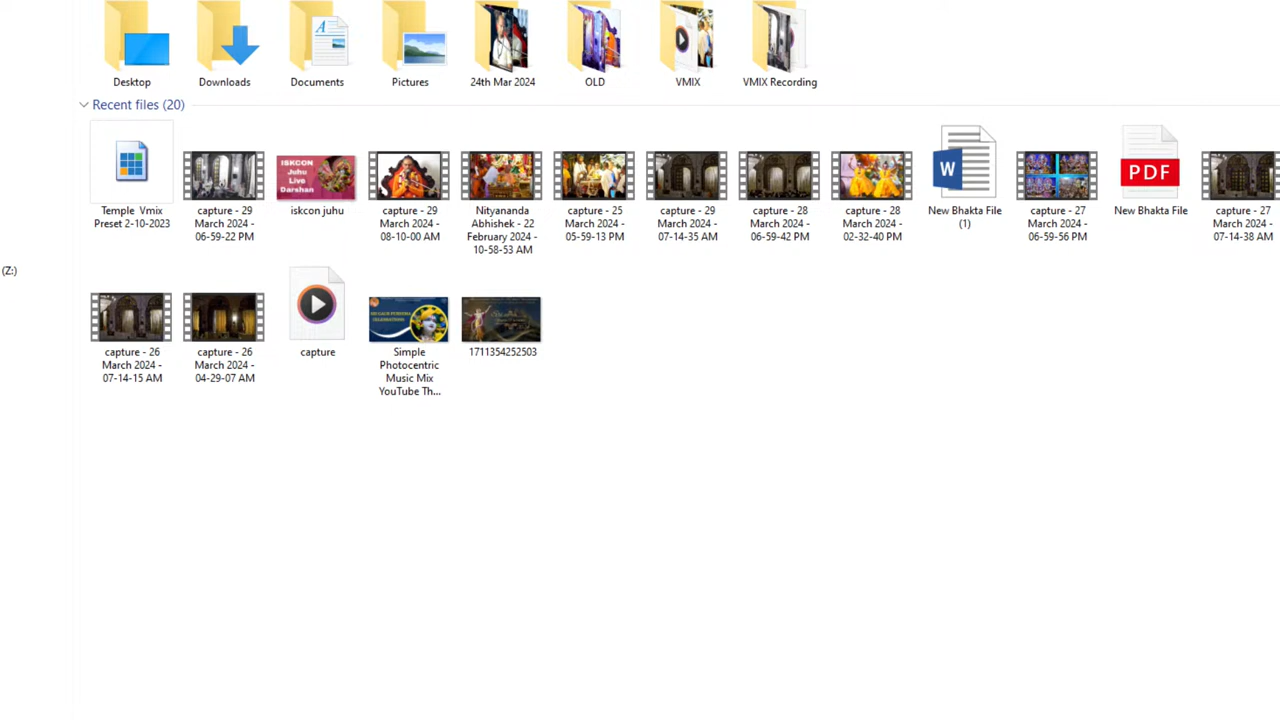 Desktop
Downloads
Documents
Pictures
24th Mar 2024
OLD
VMIX
VMIX Recording
Recent files (20)
Temple Vmix
Preset 2-10-2023
capture - 29
March 2024 -
06-59-22 PM
ISKCON
Juhu
Live
Darshan
iskcon juhu
capture - 29
March 2024 -
08-10-00 AM
Nityananda
Abhishek - 22
February 2024 -
10-58-53 AM
capture - 25
March 2024 -
05-59-13 PM
capture - 29
March 2024 -
07-14-35 AM
capture - 28
March 2024 -
06-59-42 PM
capture - 28
March 2024 -
02-32-40 PM
W
New Bhakta File
(1)
capture - 27
March 2024 -
06-59-56 PM
PDF
New Bhakta File
capture - 27
March 2024 -
07-14-38 AM
(Z:)
capture - 26
March 2024 -
07-14-15 AM
capture - 26
March 2024 -
04-29-07 AM
capture
CELEBRATIONS
Simple
Photocentric
Music Mix
YouTube Th...
1711354252503